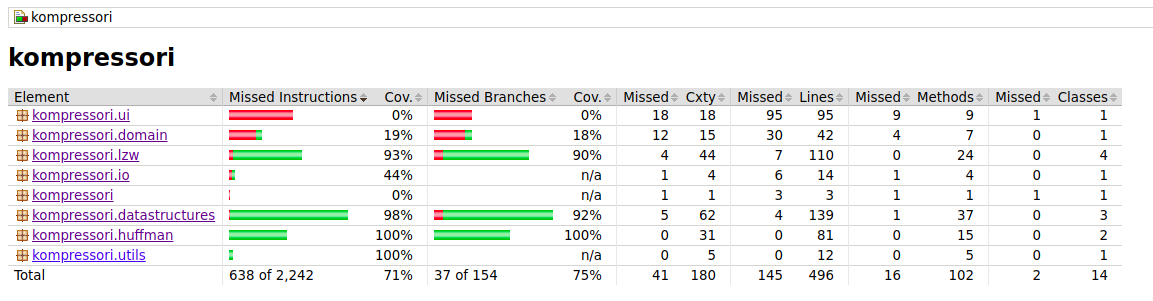 kompressori
kompressori
Element Missed Instructions Cov. Missed Branches Cov. Missed Cxty Missed Lines Missed Methods Missed Classes
kompressori.ui 0% 0% 18 18 95 95 9 9 1 1
kompressori.domain 19% 18% 12 15 30 42 4 7 0 1
kompressori.lzw 93% 90% 4 44 7 110 0 24 0 4
kompressori.io 44% n/a 1 4 6 14 1 4 0 1
kompressori 0% n/a 1 1 3 3 1 1 1 1
kompressori.datastructures 98% 92% 5 62 4 139 1 37 0 3
kompressori.huffman 100% 100% 0 31 0 81 0 15 0 2
kompressori.utils 100% n/a 0 5 0 12 0 5 0 1
Total 638 of 2,242 71% 37 of 154 75% 41 180 145 496 16 102 2 14